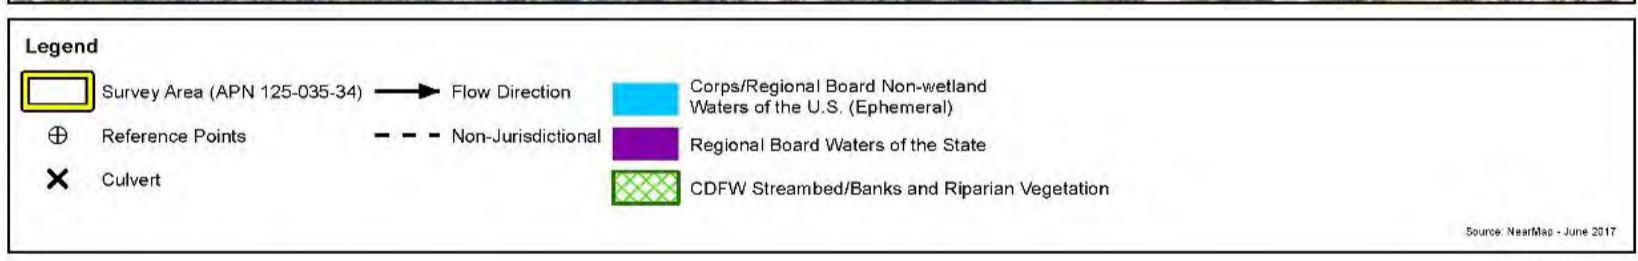 Legend
Survey Area (APN 125-035-34)
Reference Points
Culvert
Flow Direction
Non-Jurisdictional
Corps/Regional Board Non-wetland
Waters of the U.S. (Ephemeral)
Regional Board Waters of the State
CDFW Streambed/Banks and Riparian Vegetation
Source: NearMap - June 2017